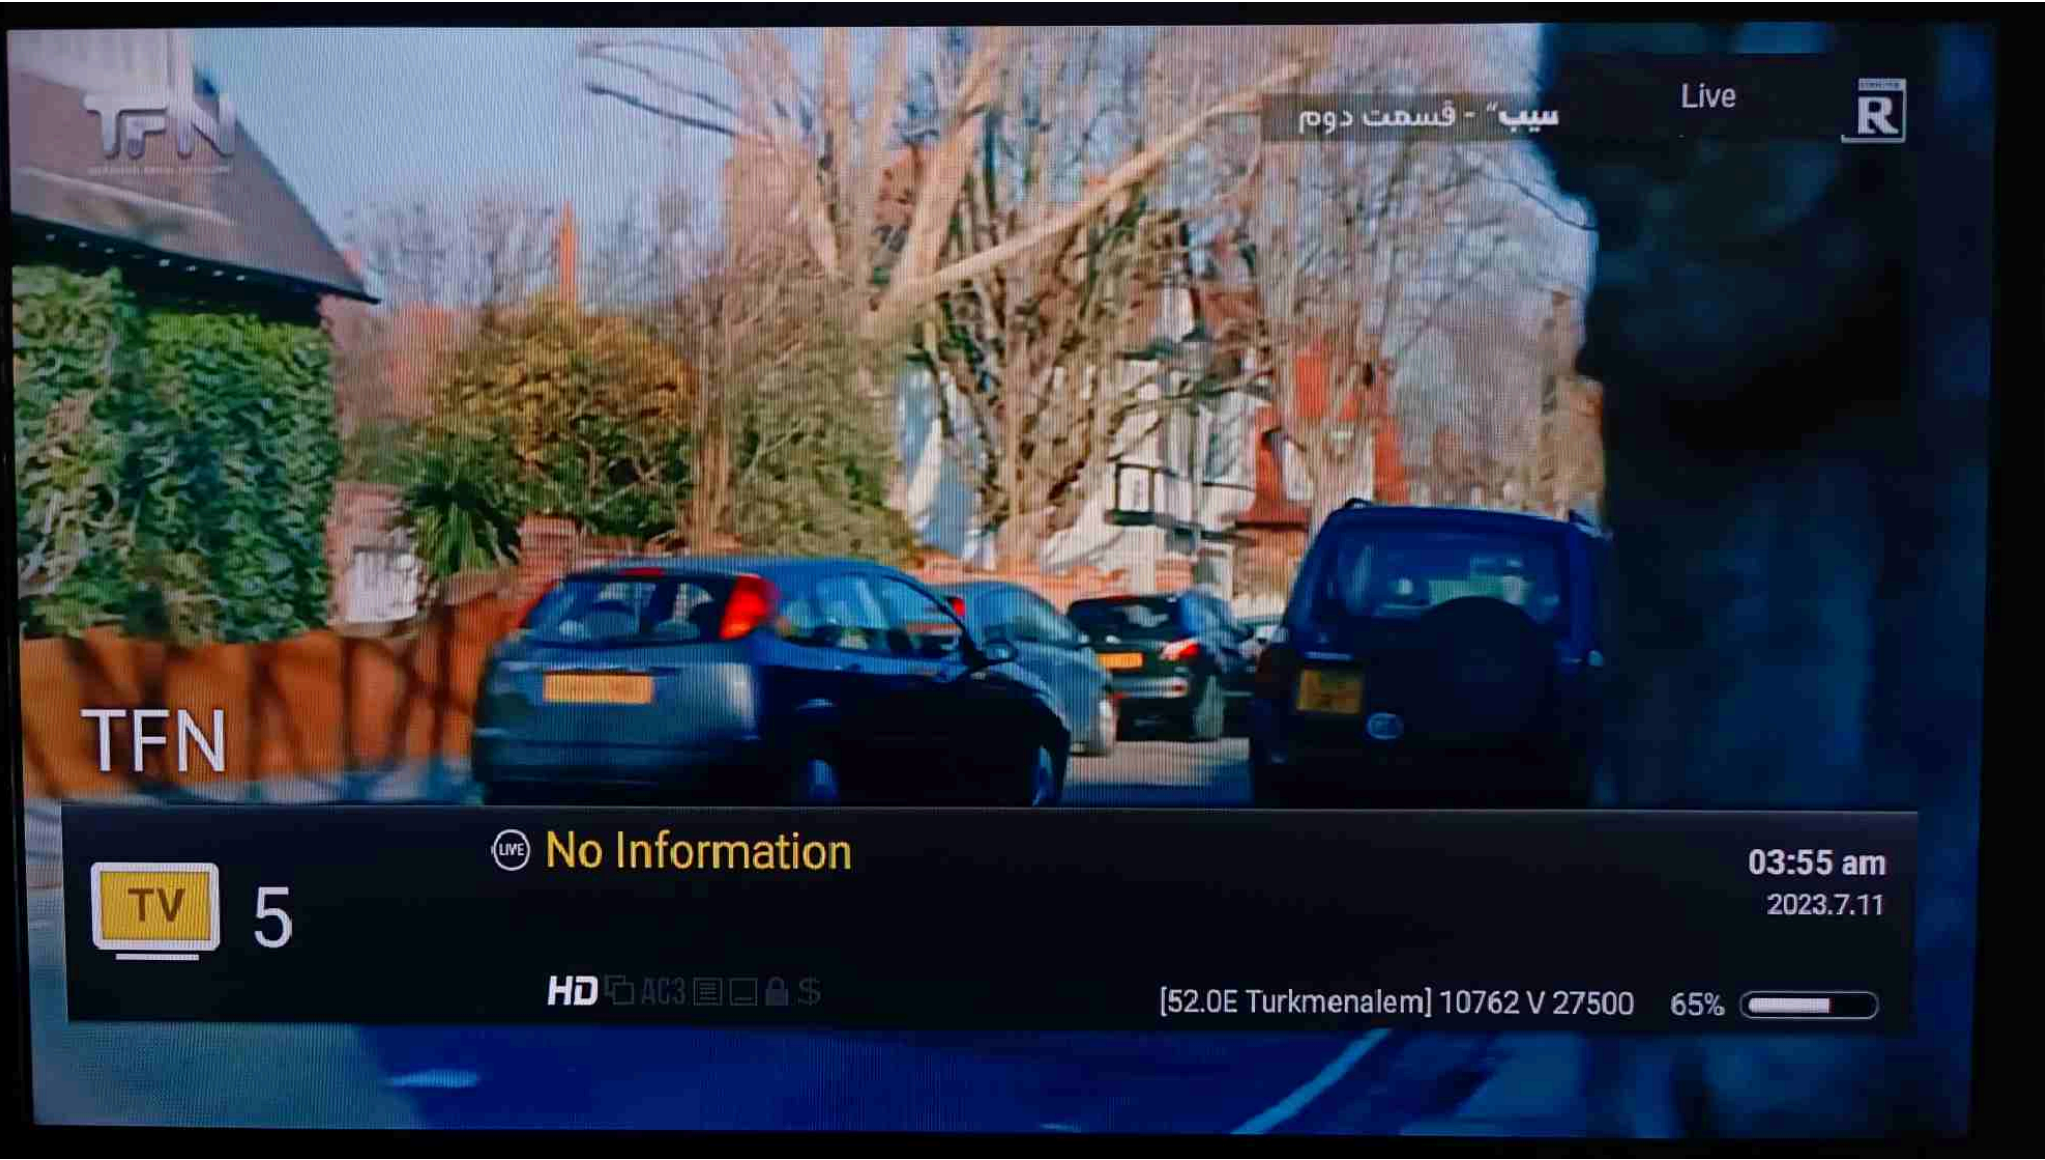 TFN
Live
سیب“ - قسمت دوم
R
TFN
LIVE No Information
03:55 am
2023.7.11
TV 5
HD AC3 $
[52.0E Turkmenalem] 10762 V 27500 65%